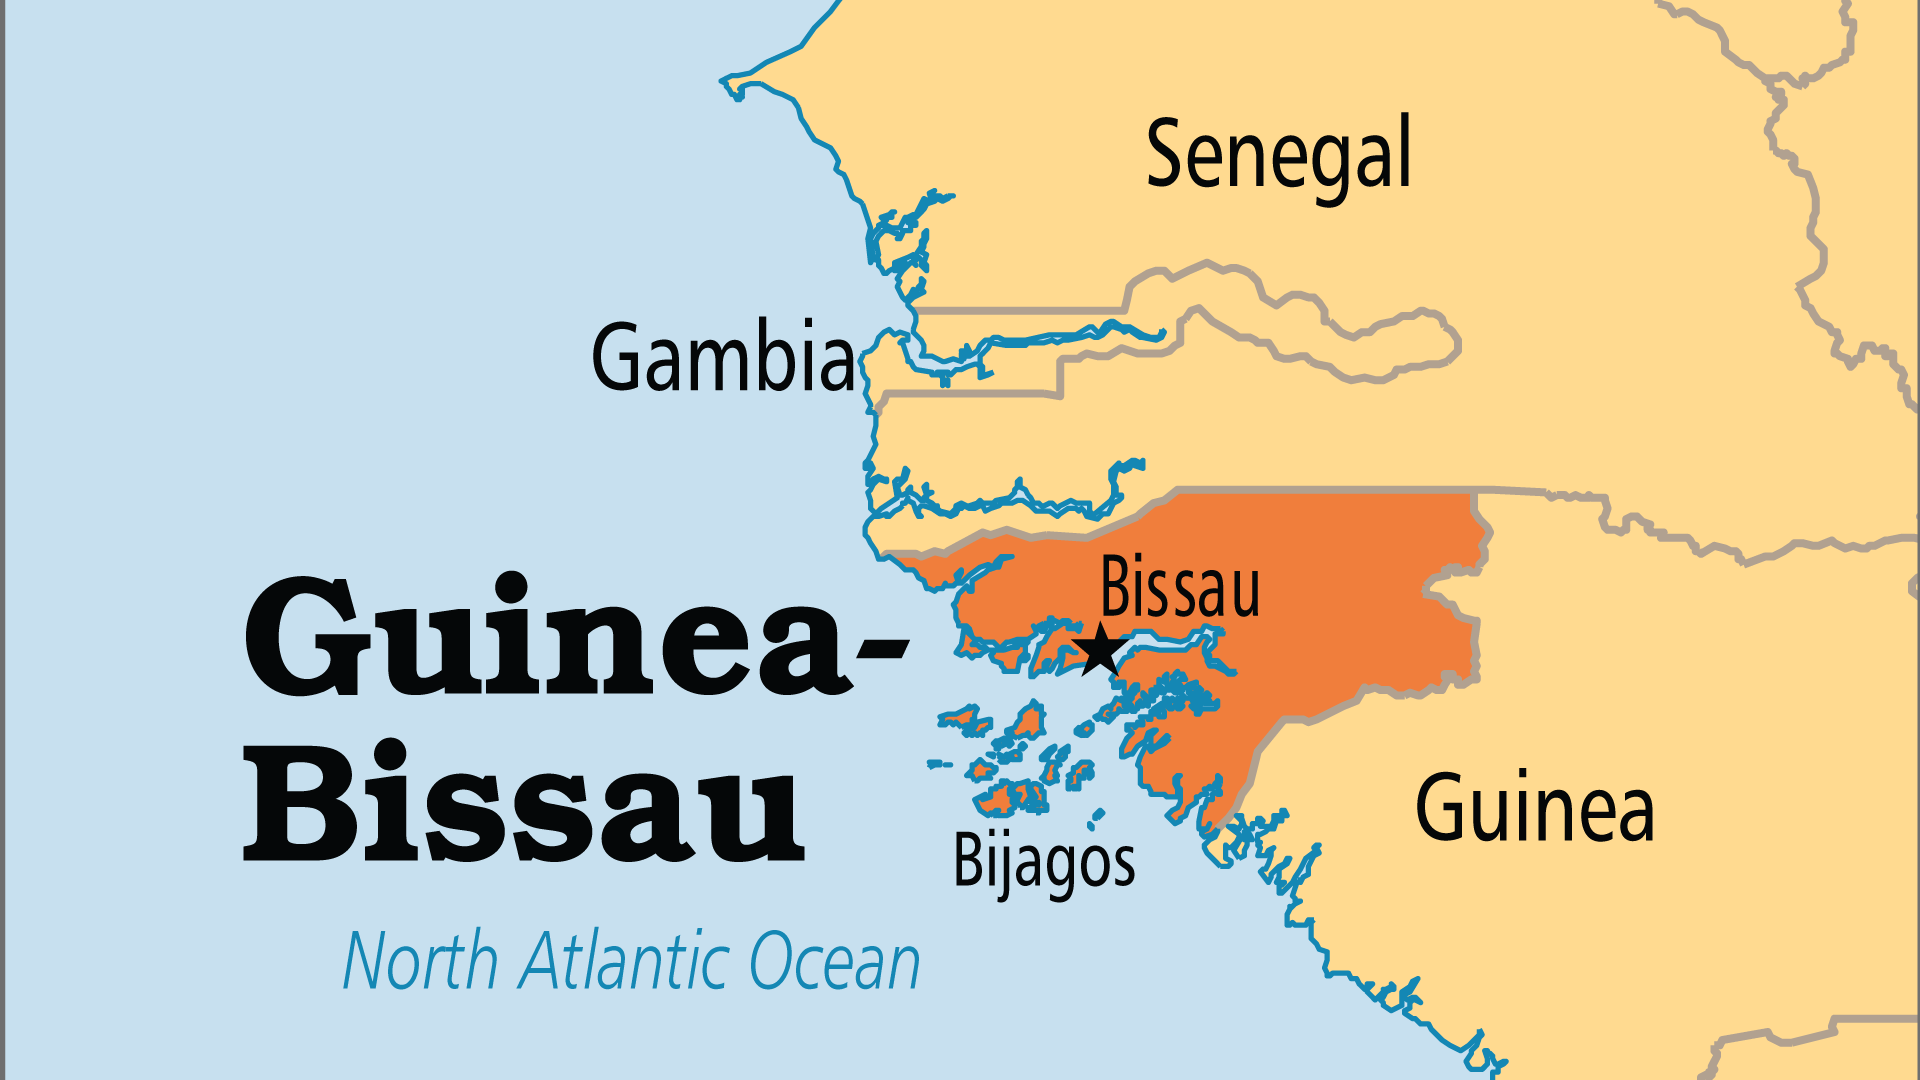 Senegal
Gambia
Bissau
Guinea-
Bissau
Guinea
Bijagos
North Atlantic Ocean